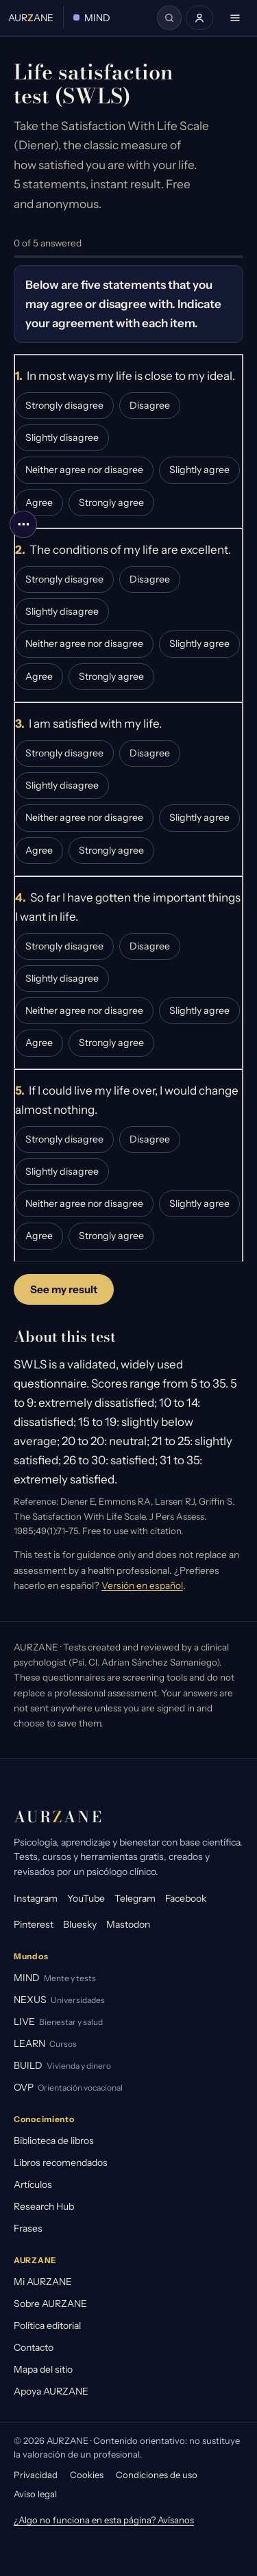 AURZANE
MIND
Life satisfaction
test (SWLS)
Take the Satisfaction With Life Scale
(Diener), the classic measure of
how satisfied you are with your life.
5 statements, instant result. Free
and anonymous.
0 of 5 answered
Below are five statements that you
may agree or disagree with. Indicate
your agreement with each item.
1. In most ways my life is close to my ideal.
Strongly disagree
Disagree
Slightly disagree
Neither agree nor disagree
Slightly agree
Agree
Strongly agree
2. The conditions of my life are excellent.
Strongly disagree
Disagree
Slightly disagree
Neither agree nor disagree
Slightly agree
Agree
Strongly agree
3. I am satisfied with my life.
Strongly disagree
Disagree
Slightly disagree
Neither agree nor disagree
Slightly agree
Agree
Strongly agree
4. So far I have gotten the important things
I want in life.
Strongly disagree
Disagree
Slightly disagree
Neither agree nor disagree
Slightly agree
Agree
Strongly agree
5. If I could live my life over, I would change
almost nothing.
Strongly disagree
Disagree
Slightly disagree
Neither agree nor disagree
Slightly agree
Agree
Strongly agree
See my result
About this test
SWLS is a validated, widely used
questionnaire. Scores range from 5 to 35. 5
to 9: extremely dissatisfied; 10 to 14:
dissatisfied; 15 to 19: slightly below
average; 20 to 20: neutral; 21 to 25: slightly
satisfied; 26 to 30: satisfied; 31 to 35:
extremely satisfied.
Reference: Diener E, Emmons RA, Larsen RJ, Griffin S.
The Satisfaction With Life Scale. J Pers Assess.
1985;49(1):71-75. Free to use with citation.
This test is for guidance only and does not replace an
assessment by a health professional. ¿Prefieres
hacerlo en español? Versión en español.
AURZANE · Tests created and reviewed by a clinical
psychologist (Psi. Cl. Adrian Sánchez Samaniego).
These questionnaires are screening tools and do not
replace a professional assessment. Your answers are
not sent anywhere unless you are signed in and
choose to save them.
AURZANE
Psicología, aprendizaje y bienestar con base científica.
Tests, cursos y herramientas gratis, creados y
revisados por un psicólogo clínico.
Instagram YouTube Telegram Facebook
Pinterest Bluesky Mastodon
Mundos
MIND Mente y tests
NEXUS Universidades
LIVE Bienestar y salud
LEARN Cursos
BUILD Vivienda y dinero
OVP Orientación vocacional
Conocimiento
Biblioteca de libros
Libros recomendados
Artículos
Research Hub
Frases
AURZANE
Mi AURZANE
Sobre AURZANE
Política editorial
Contacto
Mapa del sitio
Apoya AURZANE
© 2026 AURZANE · Contenido orientativo: no sustituye
la valoración de un profesional.
Privacidad Cookies Condiciones de uso
Aviso legal
¿Algo no funciona en esta página? Avísanos